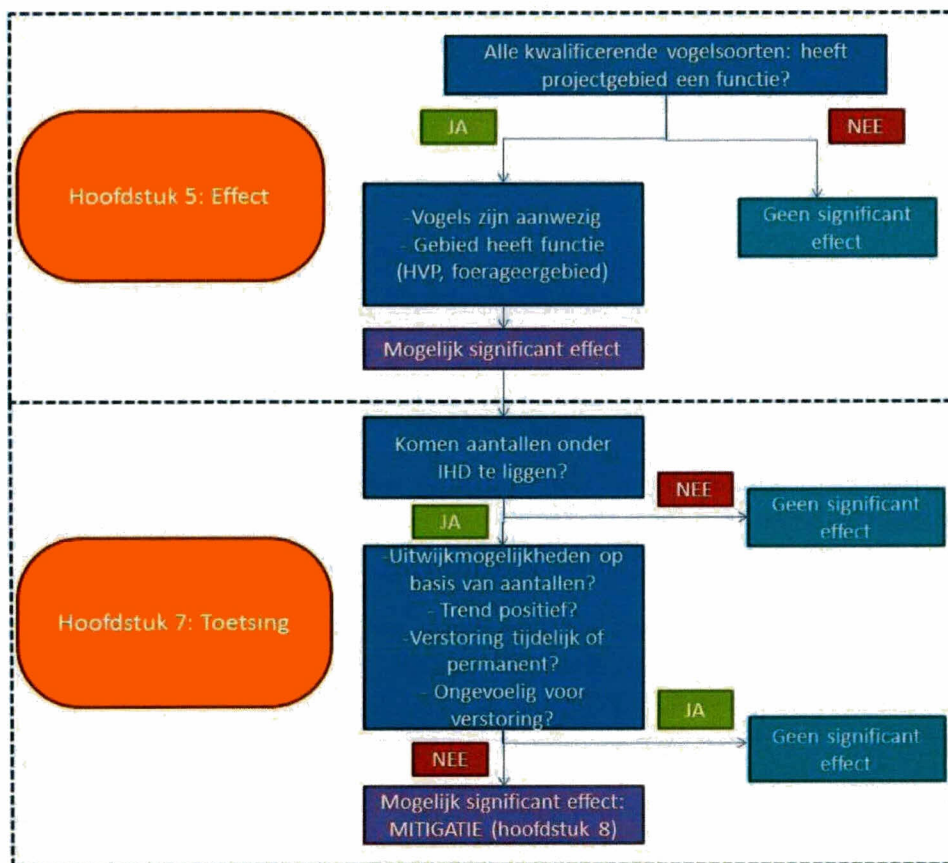 Alle kwalificerende vogelsoorten: heeft
projectgebied een functie?
JA
NEE
Hoofdstuk 5: Effect
-Vogels zijn aanwezig
- Gebied heeft functie
(HVP, foerageergebied)
Geen significant
effect
Mogelijk significant effect
Komen aantallen onder
IHD te liggen?
NEE
JA
Geen significant
effect
Hoofdstuk 7: Toetsing
-Uitwijkmogelijkheden op
basis van aantallen?
- Trend positief?
-Verstoring tijdelijk of
permanent?
- Ongevoelig voor
verstoring?
JA
NEE
Geen significant
effect
Mogelijk significant effect:
MITIGATIE (hoofdstuk 8)